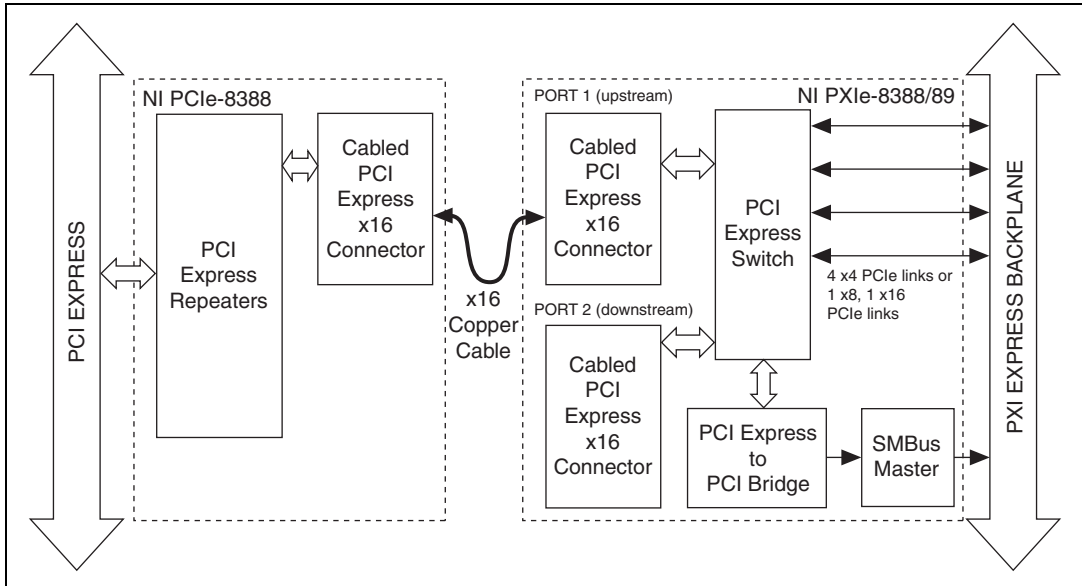 PCI EXPRESS
NI PCIe-8388
PCI
Express
Repeaters
Cabled
PCI
Express
x16
Connector
x16
Copper
Cable
NI PXIe-8388/89
PORT 1 (upstream)
Cabled
PCI
Express
x16
Connector
PORT 2 (downstream)
Cabled
PCI
Express
x16
Connector
PCI
Express
Switch
4 x4 PCIe links or
1 x8, 1 x16
PCIe links
PCI Express
to
PCI Bridge
SMBus
Master
PXI EXPRESS BACKPLANE